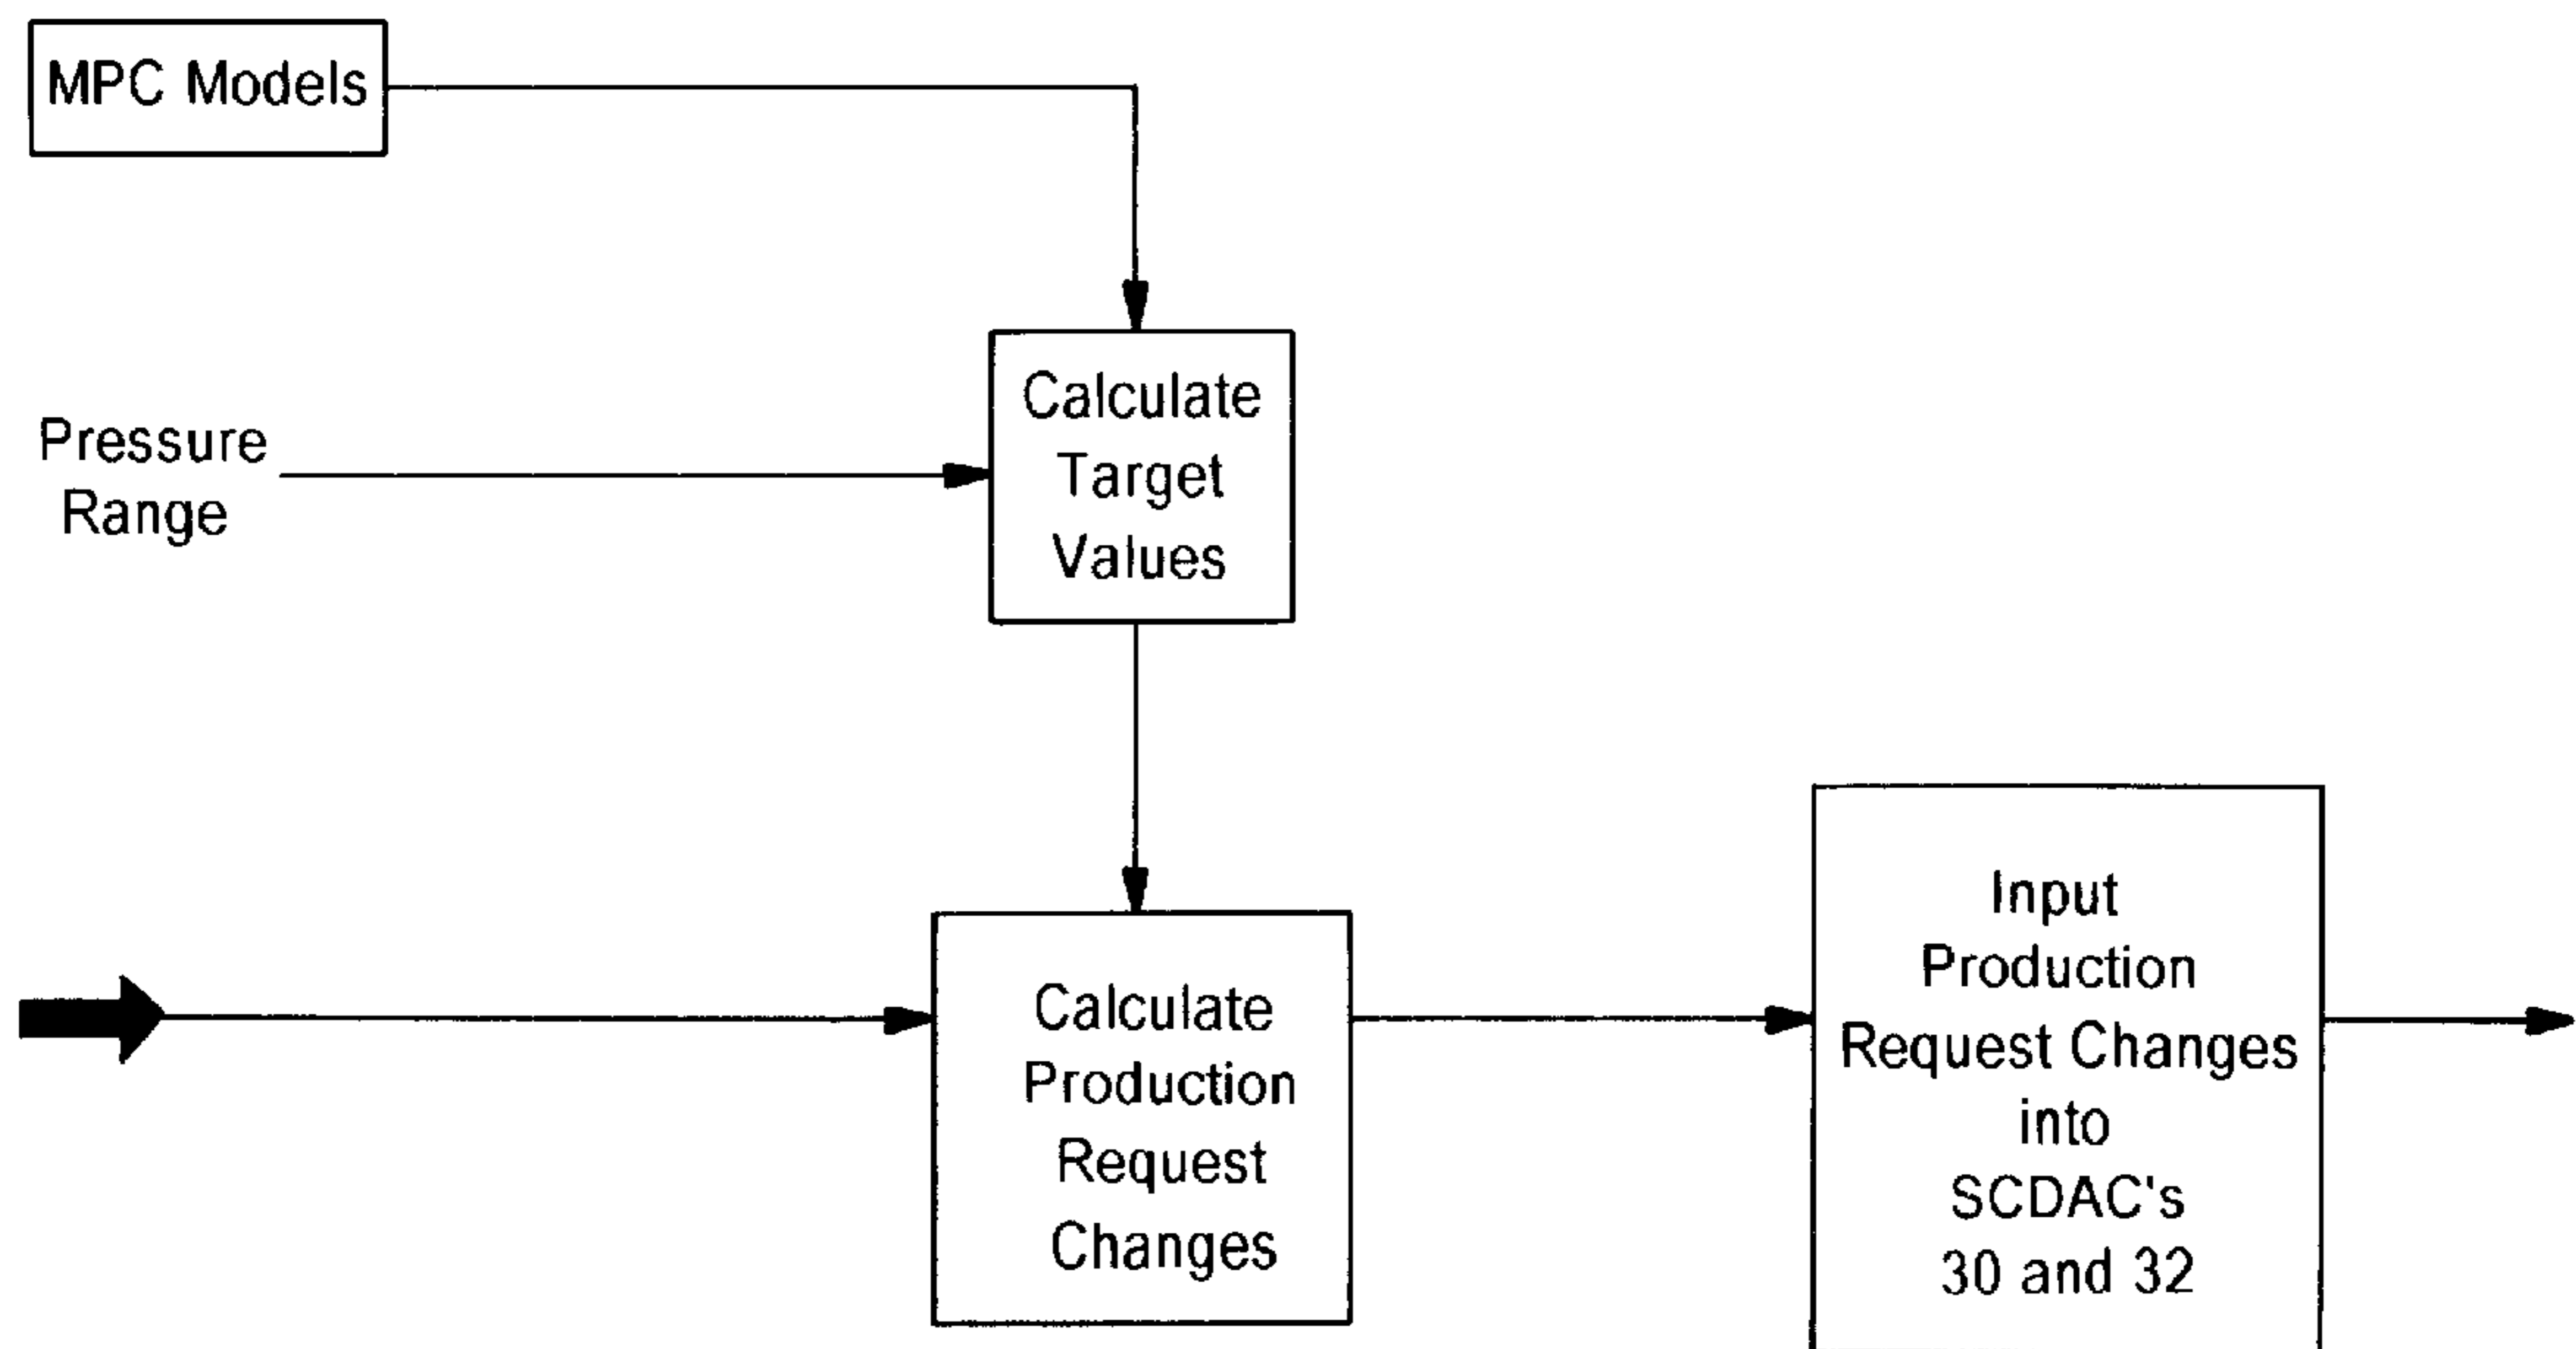 MPC Models
Pressure
Range
Calculate
Target
Values
Calculate
Production
Request
Changes
Input
Production
Request Changes
into
SCDAC's
30 and 32